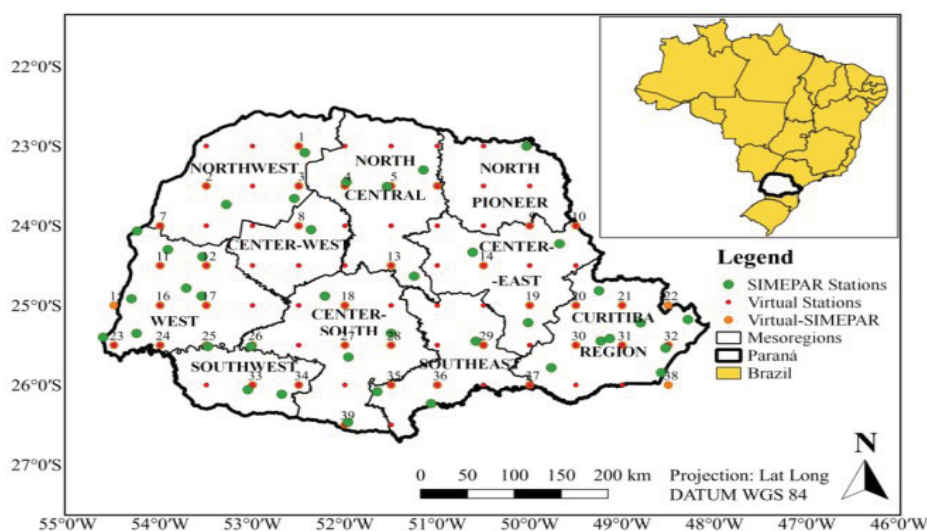 22°0'S
23°0'S
24°0'S
25°0'S
26°0'S
27°0'S
55°0'W
54°0'W
53°0'W
52°0'W
51°0'W
50°0'W
49°0'W
48°0'W
47°0'W
46°0'W
1
NORTHWEST
NORTH
CENTRAL
NORTH
PIONEER
2
3
4
5
7
8
9
10
CENTER-WEST
CENTER-
-EAST
11
12
13
14
16
17
18
19
20
21
22
WEST
CENTER-
SOUTH
CURITIBA
REGION
23
24
25
26
27
28
29
30
31
32
SOUTHWEST
SOUTHEAST
33
34
35
36
37
38
39
Legend
SIMEPAR Stations
Virtual Stations
Virtual-SIMEPAR
Mesoregions
Paraná
Brazil
N
0 50 100 150 200 km
Projection: Lat Long
DATUM WGS 84